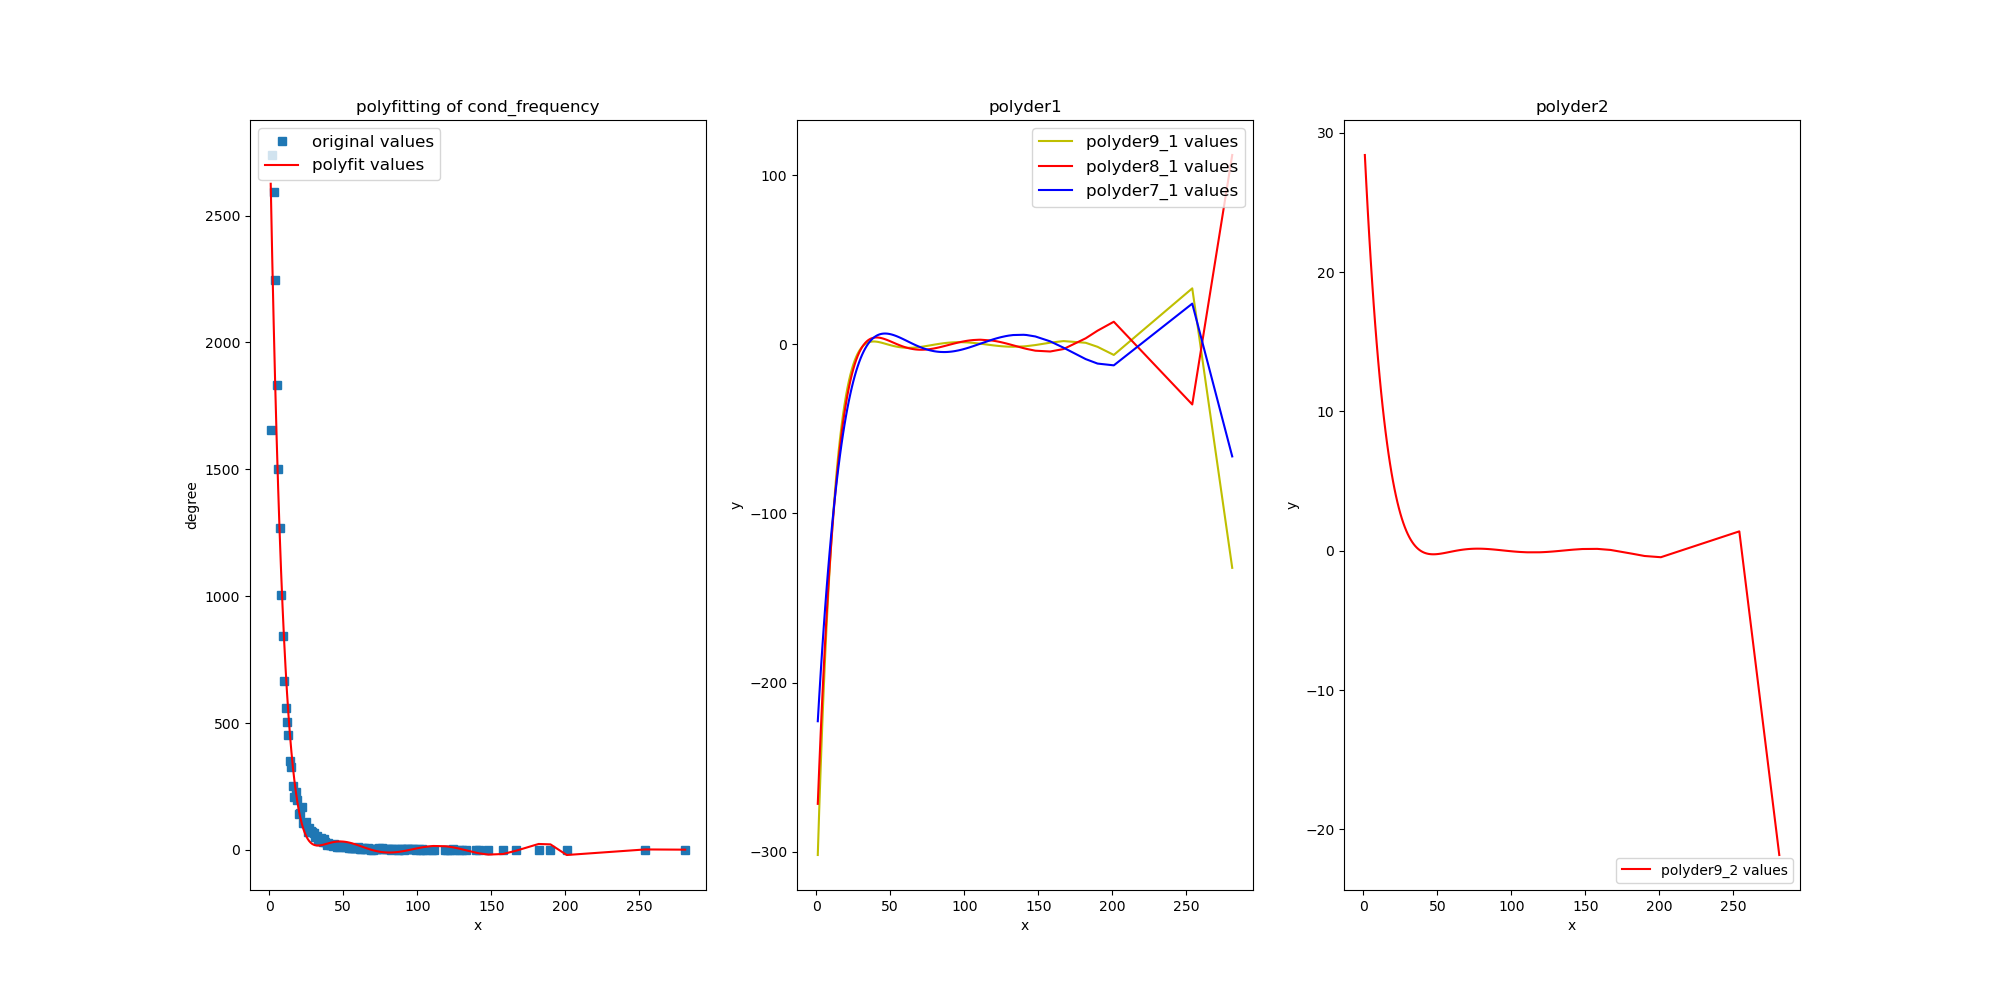 polyfitting of cond_frequency
original values
polyfit values
2500
2000
1500
1000
500
0
degree
0 50 100 150 200 250
x
polyder1
polyder9_1 values
polyder8_1 values
polyder7_1 values
100
0
−100
−200
−300
y
0 50 100 150 200 250
x
polyder2
30
20
10
0
−10
−20
y
polyder9_2 values
0 50 100 150 200 250
x